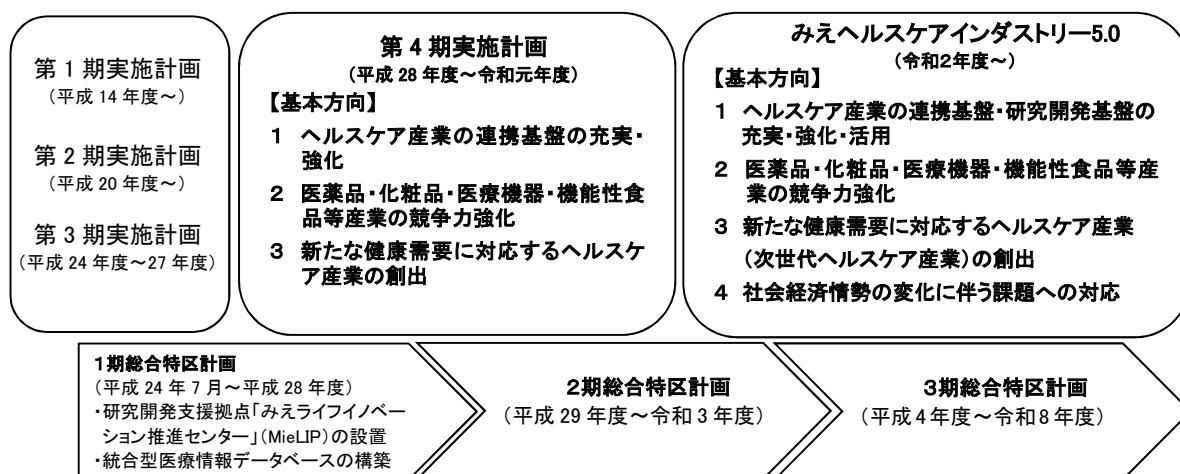 第1期実施計画
(平成14年度～)
第2期実施計画
(平成20年度～)
第3期実施計画
(平成24年度～27年度)
第4期実施計画
(平成28年度～令和元年度)
【基本方向】
1 ヘルスケア産業の連携基盤の充実・
強化
2 医薬品・化粧品・医療機器・機能性食
品等産業の競争力強化
3 新たな健康需要に対応するヘルスケ
ア産業の創出
みえヘルスケアインダストリー5.0
(令和2年度～)
【基本方向】
1 ヘルスケア産業の連携基盤・研究開発基盤の
充実・強化・活用
2 医薬品・化粧品・医療機器・機能性食品等産
業の競争力強化
3 新たな健康需要に対応するヘルスケア産業
(次世代ヘルスケア産業)の創出
4 社会経済情勢の変化に伴う課題への対応
1期総合特区計画
(平成24年7月～平成28年度)
・研究開発支援拠点「みえライフイノベー
ション推進センター」(MieLIP)の設置
・統合型医療情報データベースの構築
2期総合特区計画
(平成29年度～令和3年度)
3期総合特区計画
(平成4年度～令和8年度)